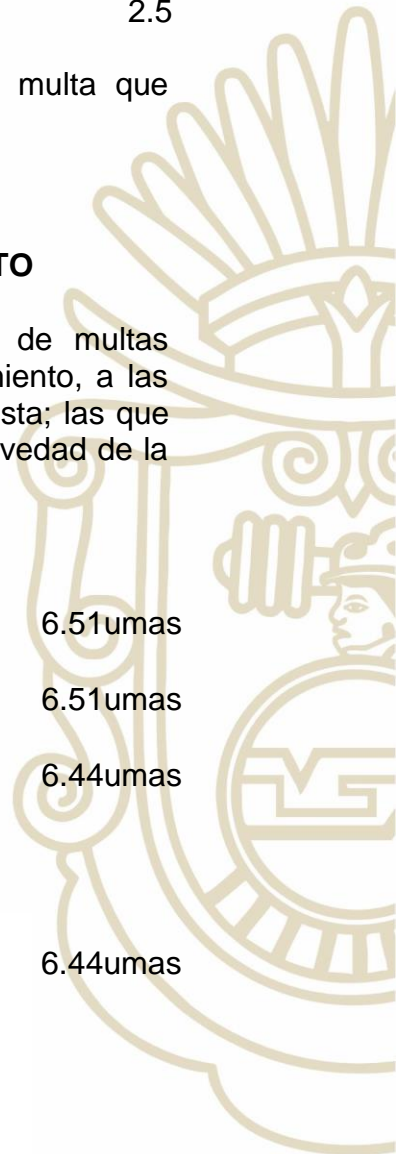 2.5
multa que
TO
de multas
miento, a las
sta; las que
vedad de la
6.51umas
6.51umas
6.44umas
6.44umas